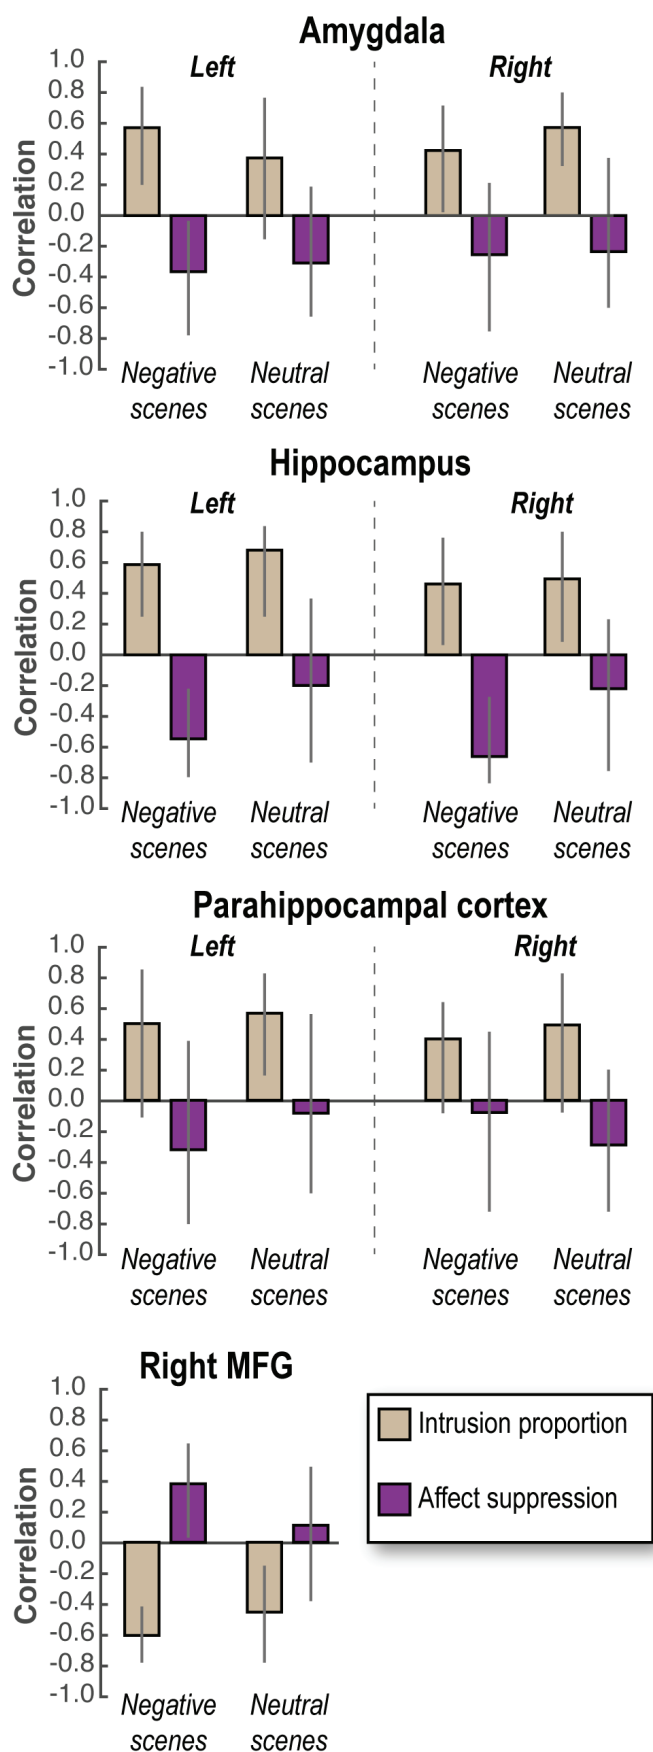 Amygdala
Left
Right
Correlation
1.0
0.8
0.6
0.4
0.2
0.0
-0.2
-0.4
-0.6
-0.8
-1.0
Negative
scenes
Neutral
scenes
Negative
scenes
Neutral
scenes
Hippocampus
Left
Right
Correlation
1.0
0.8
0.6
0.4
0.2
0.0
-0.2
-0.4
-0.6
-0.8
-1.0
Negative
scenes
Neutral
scenes
Negative
scenes
Neutral
scenes
Parahippocampal cortex
Left
Right
Correlation
1.0
0.8
0.6
0.4
0.2
0.0
-0.2
-0.4
-0.6
-0.8
-1.0
Negative
scenes
Neutral
scenes
Negative
scenes
Neutral
scenes
Right MFG
Correlation
1.0
0.8
0.6
0.4
0.2
0.0
-0.2
-0.4
-0.6
-0.8
-1.0
Negative
scenes
Neutral
scenes
Intrusion proportion
Affect suppression